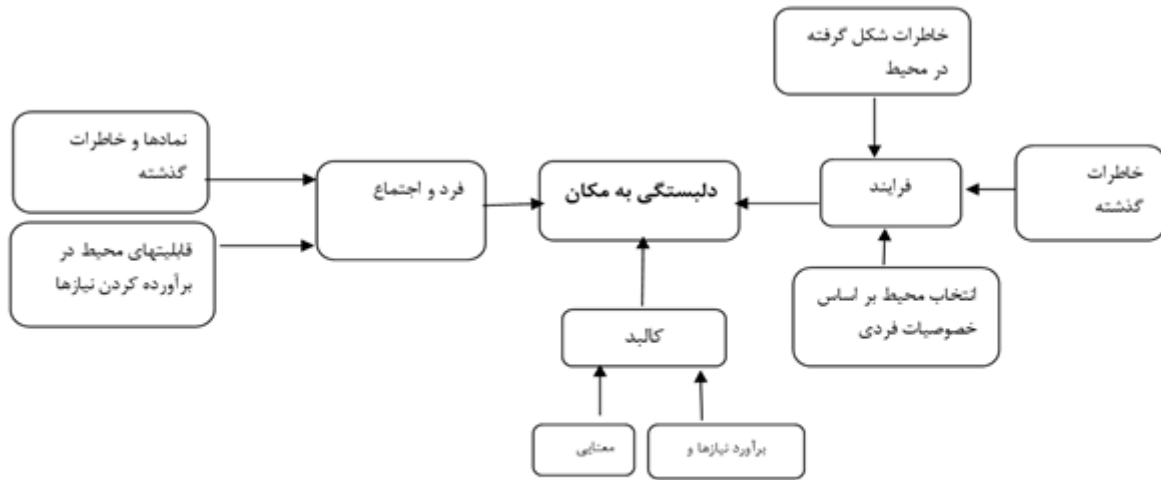 خاطرات شکل گرفته
در محیط
نمادها و خاطرات
گذشته
فرد و اجتماع
دلبستگی به مکان
فرایند
خاطرات
گذشته
قابلیتهای محیط در
برآورده کردن نیازها
انتخاب محیط بر اساس
خصوصیات فردی
کالبد
معنایی
برآورد نیازها و